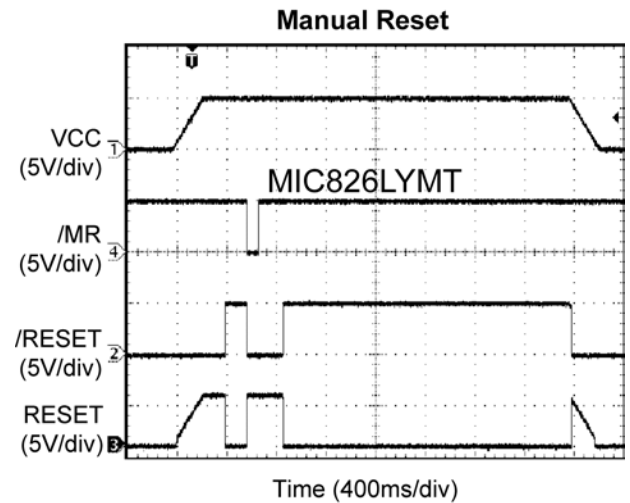 Manual Reset
T
VCC
(5V/div)
1
MIC826LYMT
/MR
(5V/div)
4
/RESET
(5V/div)
2
RESET
(5V/div)
3
Time (400ms/div)